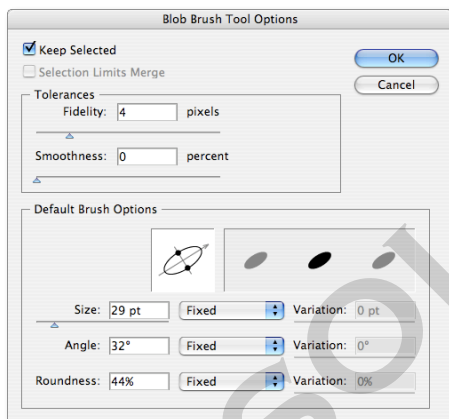 Blob Brush Tool Options
Keep Selected
Selection Limits Merge
OK
Cancel
Tolerances
Fidelity: 4 pixels
Smoothness: 0 percent
Default Brush Options
Size: 29 pt Fixed Variation: 0 pt
Angle: 32° Fixed Variation: 0°
Roundness: 44% Fixed Variation: 0%